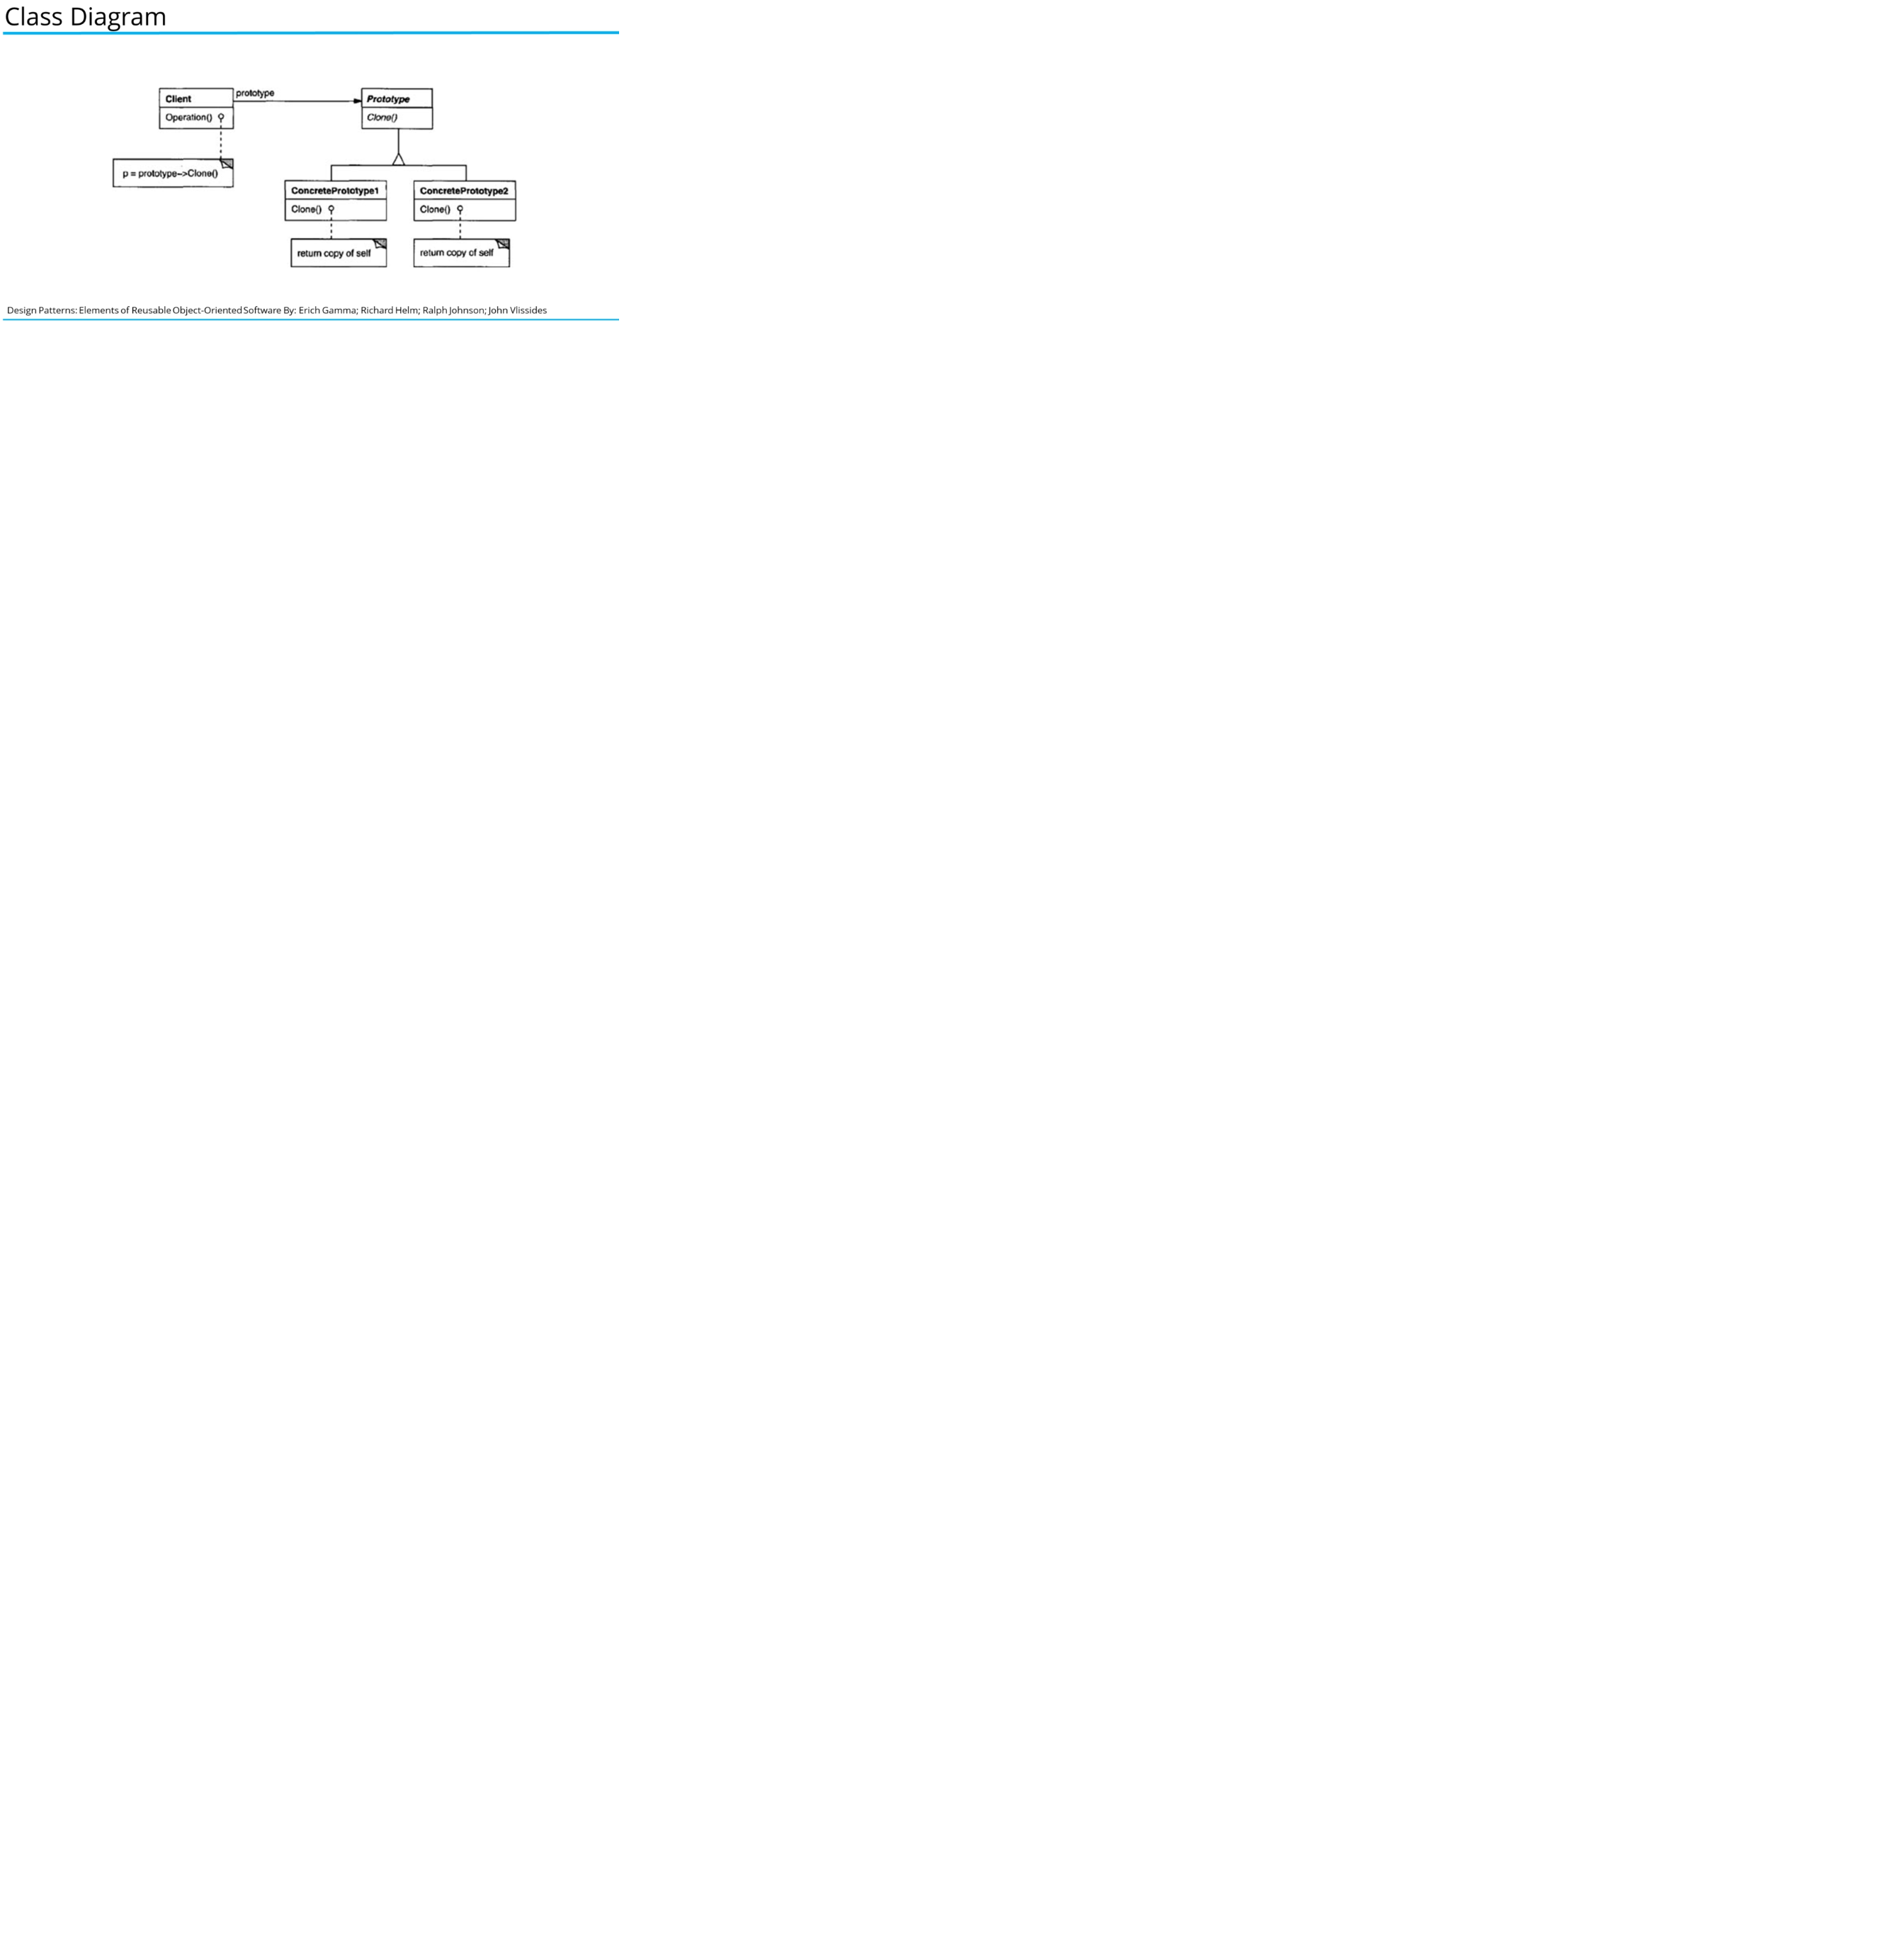 Class Diagram
prototype
Client
Prototype
Operation()
Clone()
p = prototype->Clone()
ConcretePrototype1
ConcretePrototype2
Clone()
Clone()
return copy of self
return copy of self
Design Patterns: Elements of Reusable Object-Oriented Software By: Erich Gamma; Richard Helm; Ralph Johnson; John Vlissides